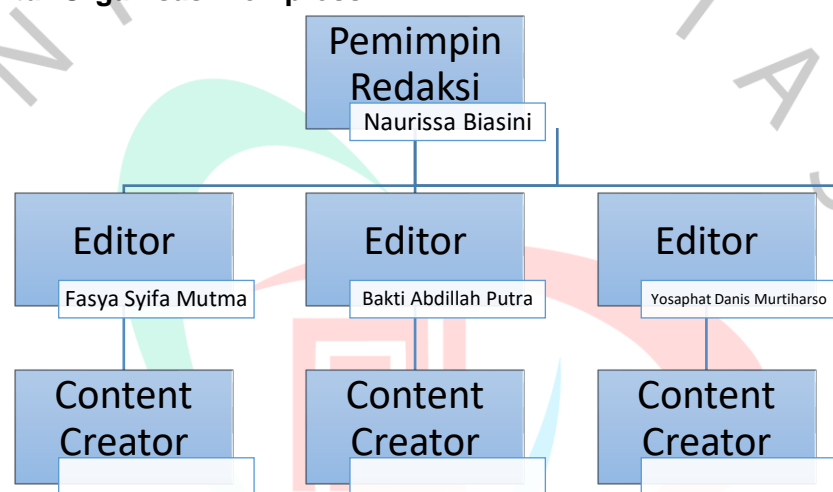 Pemimpin
Redaksi
Naurissa Biasini
Editor
Fasya Syifa Mutma
Editor
Bakti Abdillah Putra
Editor
Yosaphat Danis Murtiharso
Content
Creator
Content
Creator
Content
Creator